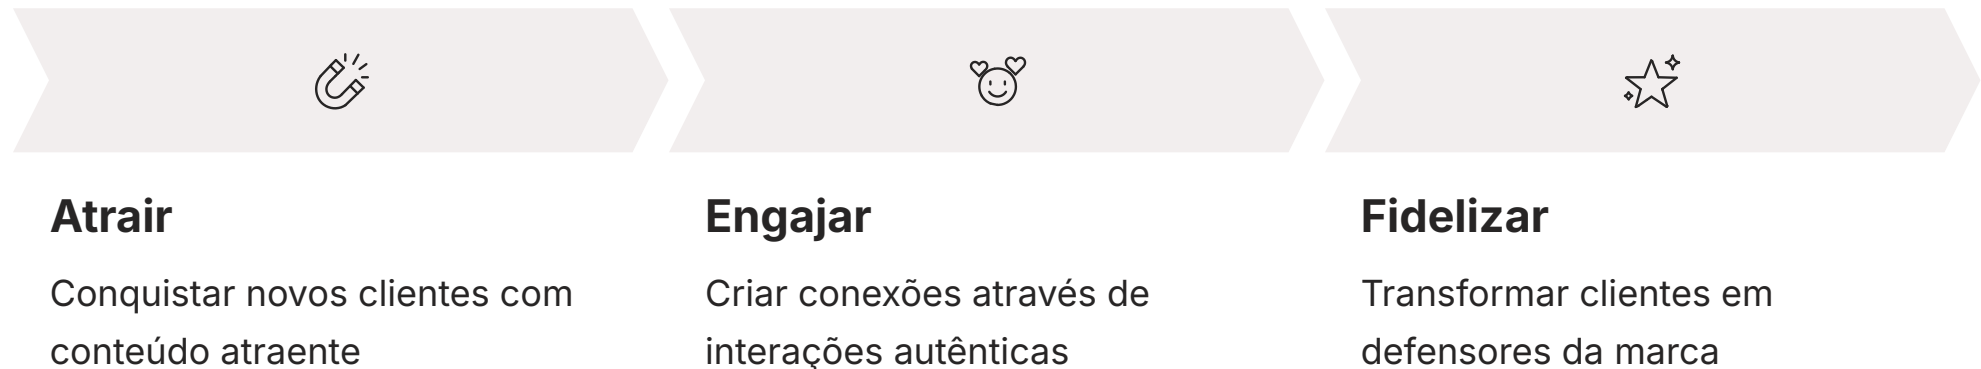 Atrair
Conquistar novos clientes com
conteúdo atraente
Engajar
Criar conexões através de
interações autênticas
Fidelizar
Transformar clientes em
defensores da marca